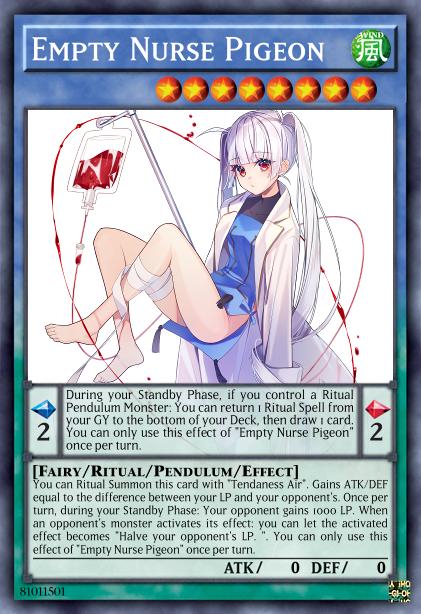 EMPTY NURSE PIGEON
WIND
風
During your Standby Phase, if you control a Ritual
Pendulum Monster: You can return 1 Ritual Spell from
your GY to the bottom of your Deck, then draw 1 card.
You can only use this effect of "Empty Nurse Pigeon"
once per turn.
2
2
[FAIRY/RITUAL/PENDULUM/EFFECT]
You can Ritual Summon this card with "Tendaness Air". Gains ATK/DEF
equal to the difference between your LP and your opponent's. Once per
turn, during your Standby Phase: Your opponent gains 1000 LP. When
an opponent's monster activates its effect: you can let the activated
effect becomes "Halve your opponent's LP. ". You can only use this
effect of "Empty Nurse Pigeon" once per turn.
ATK/ 0 DEF/ 0
81011501